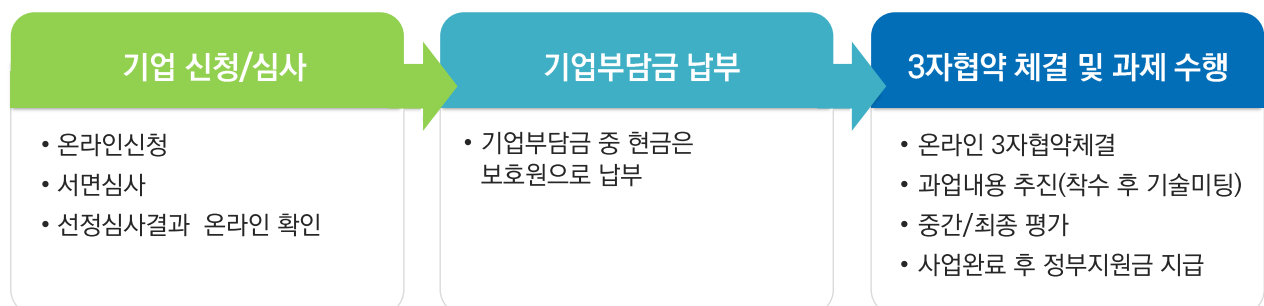 기업 신청/심사
• 온라인신청
• 서면심사
• 선정심사결과 온라인 확인
기업부담금 납부
• 기업부담금 중 현금은
보호원으로 납부
3자협약 체결 및 과제 수행
• 온라인 3자협약체결
• 과업내용 추진(착수 후 기술미팅)
• 중간/최종 평가
• 사업완료 후 정부지원금 지급